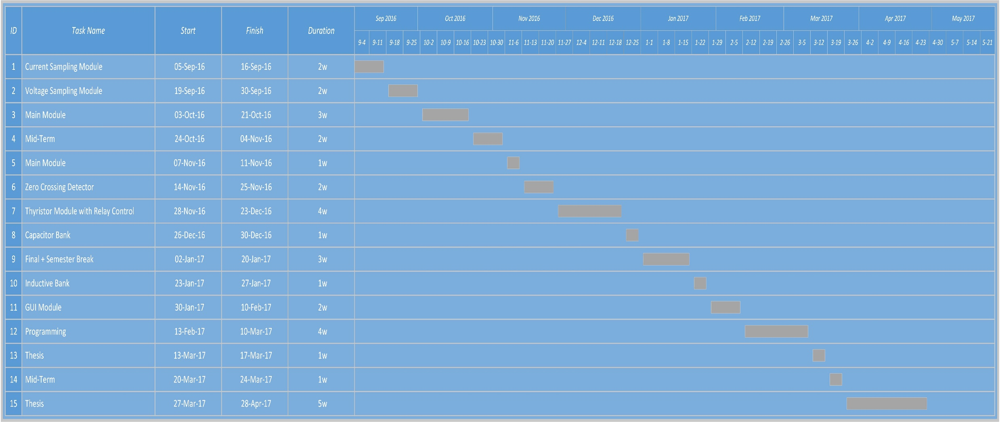 ID Task Name Start Finish Duration Sep 2016 Oct 2016 Nov 2016 Dec 2016 Jan 2017 Feb 2017 Mar 2017 Apr 2017 May 2017
9-4 9-11 9-18 9-25 10-2 10-9 10-16 10-23 10-30 11-6 11-13 11-20 11-27 12-4 12-11 12-18 12-25 1-1 1-8 1-15 1-22 1-29 2-5 2-12 2-19 2-26 3-5 3-12 3-19 3-26 4-2 4-9 4-16 4-23 4-30 5-7 5-14 5-21
1 Current Sampling Module 05-Sep-16 16-Sep-16 2w
2 Voltage Sampling Module 19-Sep-16 30-Sep-16 2w
3 Main Module 03-Oct-16 21-Oct-16 3w
4 Mid-Term 24-Oct-16 04-Nov-16 2w
5 Main Module 07-Nov-16 11-Nov-16 1w
6 Zero Crossing Detector 14-Nov-16 25-Nov-16 2w
7 Thyristor Module with Relay Control 28-Nov-16 23-Dec-16 4w
8 Capacitor Bank 26-Dec-16 30-Dec-16 1w
9 Final + Semester Break 02-Jan-17 20-Jan-17 3w
10 Inductive Bank 23-Jan-17 27-Jan-17 1w
11 GUI Module 30-Jan-17 10-Feb-17 2w
12 Programming 13-Feb-17 10-Mar-17 4w
13 Thesis 13-Mar-17 17-Mar-17 1w
14 Mid-Term 20-Mar-17 24-Mar-17 1w
15 Thesis 27-Mar-17 28-Apr-17 5w